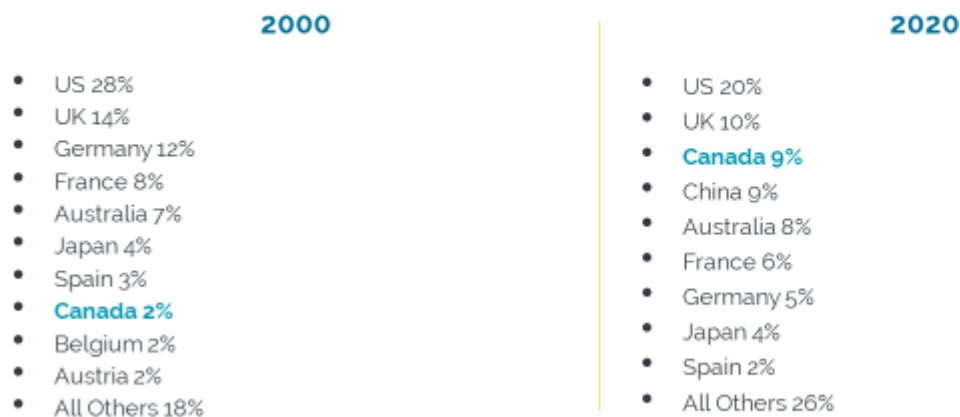 2000
• US 28%
• UK 14%
• Germany 12%
• France 8%
• Australia 7%
• Japan 4%
• Spain 3%
• Canada 2%
• Belgium 2%
• Austria 2%
• All Others 18%
2020
• US 20%
• UK 10%
• Canada 9%
• China 9%
• Australia 8%
• France 6%
• Germany 5%
• Japan 4%
• Spain 2%
• All Others 26%